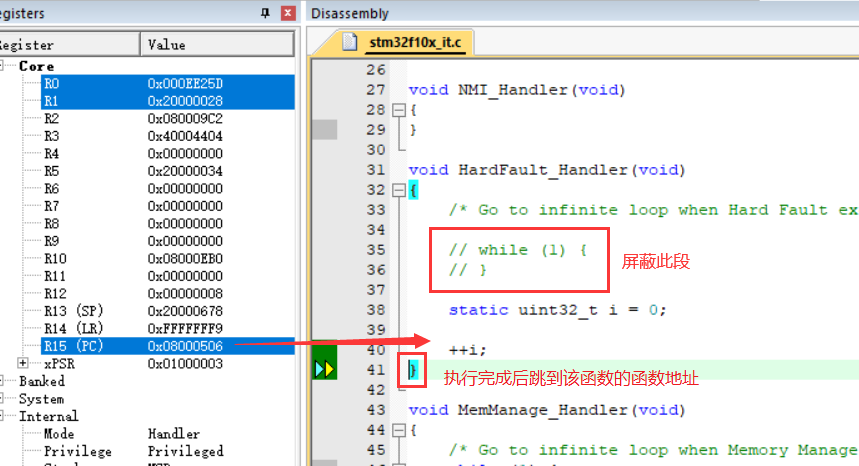 egisters
Disassembly
Register Value
Core
R0 0x000EE25D
R1 0x20000028
R2 0x080009C2
R3 0x40004404
R4 0x00000000
R5 0x20000034
R6 0x00000000
R7 0x00000000
R8 0x00000000
R9 0x00000000
R10 0x08000EB0
R11 0x00000000
R12 0x00000008
R13 (SP) 0x20000678
R14 (LR) 0xFFFFFFF9
R15 (PC) 0x08000506
xPSR 0x01000003
Banked
System
Internal
Mode Handler
Privilege Privileged
stm32f10x_it.c
26
27 void NMI_Handler(void)
28 {
29 }
30
31 void HardFault_Handler(void)
32 {
33 /* Go to infinite loop when Hard Fault ex
34
35 // while (1) {
36 // }
屏蔽此段
37
38 static uint32_t i = 0;
39
40 ++i;
41 }
执行完成后跳到该函数的函数地址
42
43 void MemManage_Handler(void)
44 {
45 /* Go to infinite loop when Memory Manage